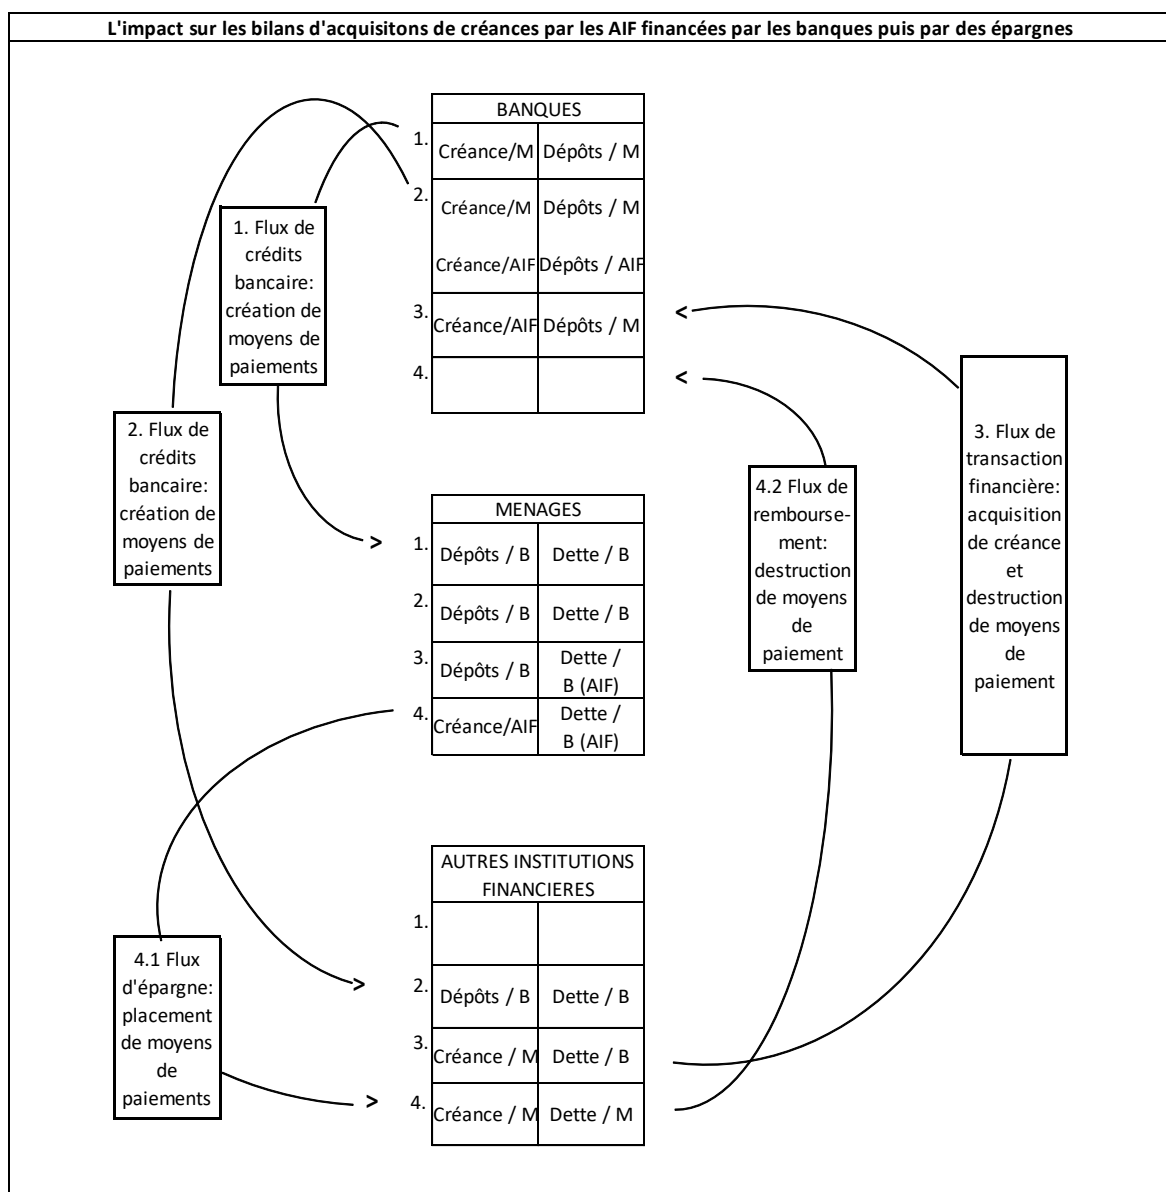 L'impact sur les bilans d'acquisitons de créances par les AIF financées par les banques puis par des épargnes
BANQUES
1.
Créance/M Dépôts / M
2.
Créance/M Dépôts / M
Créance/AIF Dépôts / AIF
3.
Créance/AIF Dépôts / M
4.
1. Flux de
crédits
bancaire:
création de
moyens de
paiements
2. Flux de
crédits
bancaire:
création de
moyens de
paiements
3. Flux de
transaction
financière:
acquisition
de créance
et
destruction
de moyens
de
paiement
4.2 Flux de
rembourse-
ment:
destruction
de moyens
de
paiement
MENAGES
1.
Dépôts / B Dette / B
2.
Dépôts / B Dette / B
3.
Dépôts / B Dette /
B (AIF)
4.
Créance/AIF Dette /
B (AIF)
AUTRES INSTITUTIONS
FINANCIERES
1.
2.
Dépôts / B Dette / B
3.
Créance / M Dette / B
4.
Créance / M Dette / M
4.1 Flux
d'épargne:
placement
de moyens
de
paiements